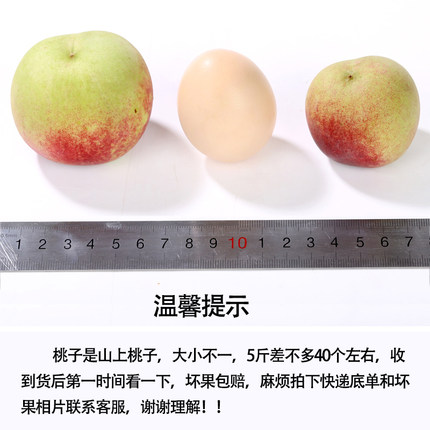 1 2 3 4 5 6 7 8 9 10 1 2 3 4 5 6 7
温馨提示
桃子是山上桃子，大小不一，5斤差不多40个左右，收
到货后第一时间看一下，坏果包赔，麻烦拍下快递底单和坏
果相片联系客服，谢谢理解！！